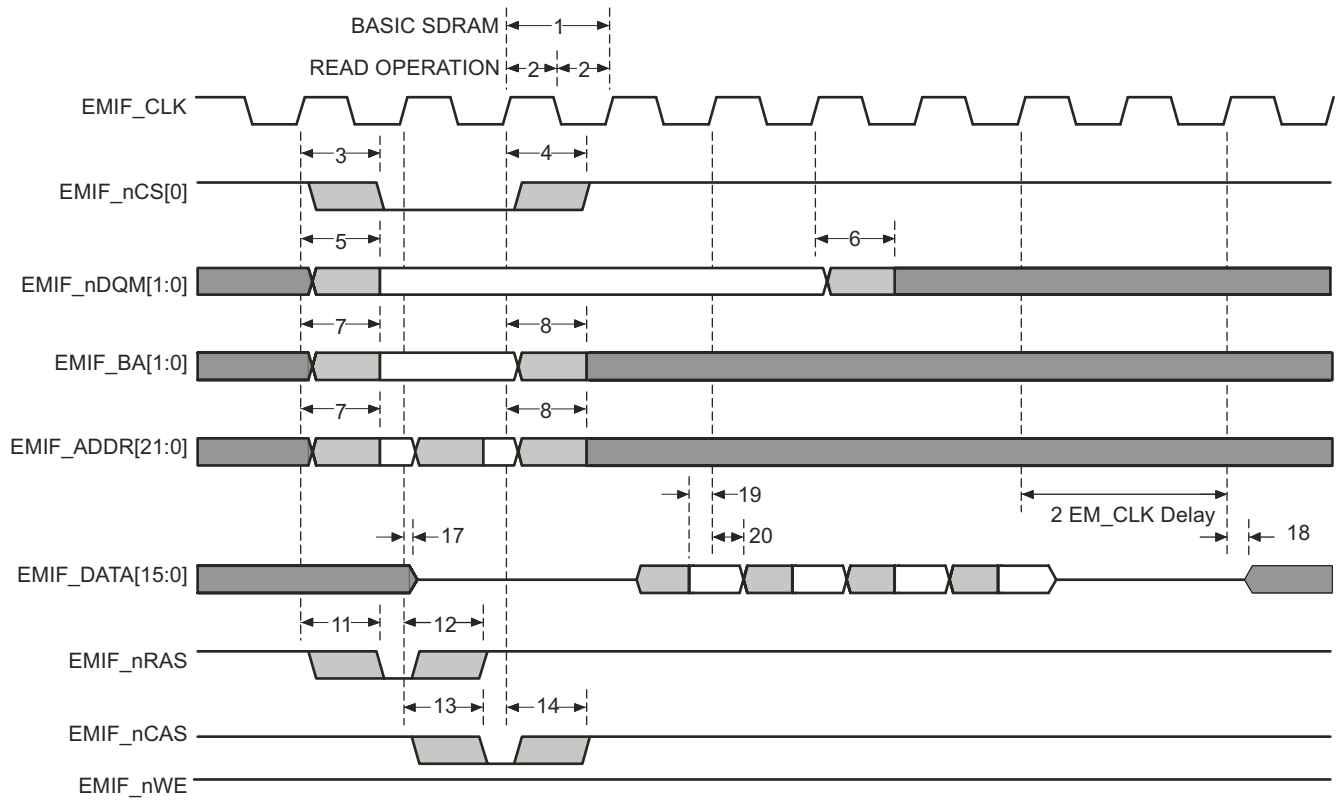 BASIC SDRAM
1
READ OPERATION
2 2
EMIF_CLK
3 4
EMIF_nCS[0]
5 6
EMIF_nDQM[1:0]
7 8
EMIF_BA[1:0]
7 8
EMIF_ADDR[21:0]
19
2 EM_CLK Delay
17 20 18
EMIF_DATA[15:0]
11 12
EMIF_nRAS
13 14
EMIF_nCAS
EMIF_nWE